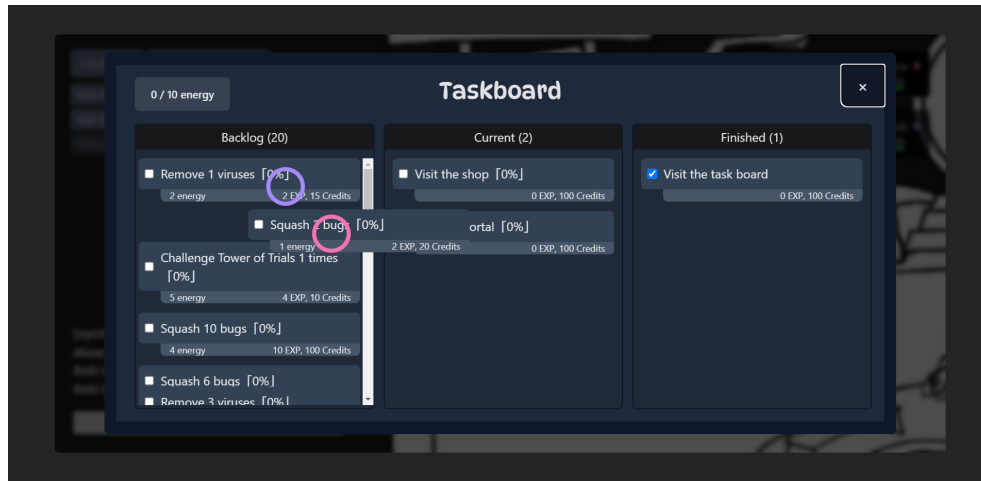 0 / 10 energy
Taskboard
×
Backlog (20)
Remove 1 viruses ⌈0%⌋
2 energy 2 EXP, 15 Credits
Squash 2 bugs ⌈0%⌋
1 energy 2 EXP, 20 Credits
Challenge Tower of Trials 1 times
⌈0%⌋
5 energy 4 EXP, 10 Credits
Squash 10 bugs ⌈0%⌋
4 energy 10 EXP, 100 Credits
Squash 6 bugs ⌈0%⌋
Remove 3 viruses ⌈0%⌋
Current (2)
Visit the shop ⌈0%⌋
0 EXP, 100 Credits
ortal ⌈0%⌋
0 EXP, 100 Credits
Finished (1)
Visit the task board
0 EXP, 100 Credits